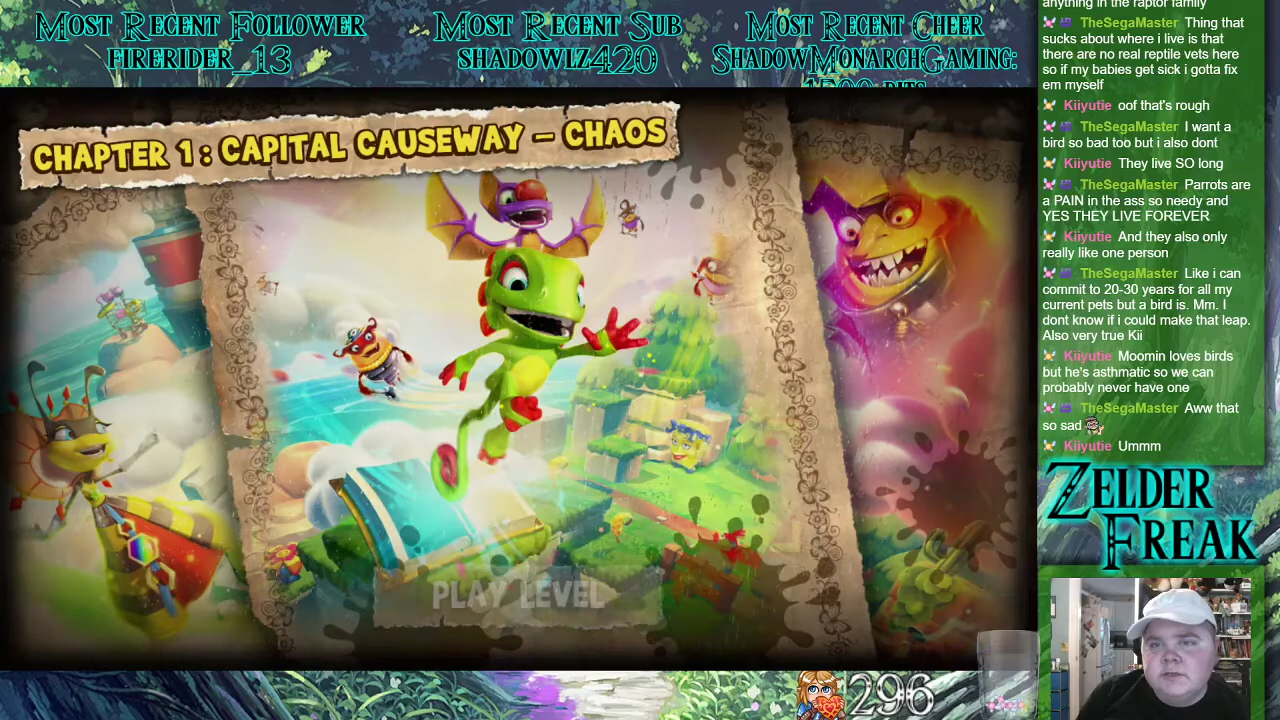 Most Recent Follower
firerider_13
Most Recent Sub
shadowlz420
Most Recent Cheer
ShadowMonarchGaming:
1500 bits
CHAPTER 1 : CAPITAL CAUSEWAY – CHAOS
PLAY LEVEL
anything in the raptor family
TheSegaMaster Thing that
sucks about where i live is that
there are no real reptile vets here
so if my babies get sick i gotta fix
em myself
Kiiyutie oof that's rough
TheSegaMaster I want a
bird so bad too but i also dont
Kiiyutie They live SO long
TheSegaMaster Parrots are
a PAIN in the ass so needy and
YES THEY LIVE FOREVER
Kiiyutie And they also only
really like one person
TheSegaMaster Like i can
commit to 20-30 years for all my
current pets but a bird is. Mm. I
dont know if i could make that leap.
Also very true Kii
Kiiyutie Moomin loves birds
but he's asthmatic so we can
probably never have one
TheSegaMaster Aww that
so sad
Kiiyutie Ummm
Zelder
Freak
296